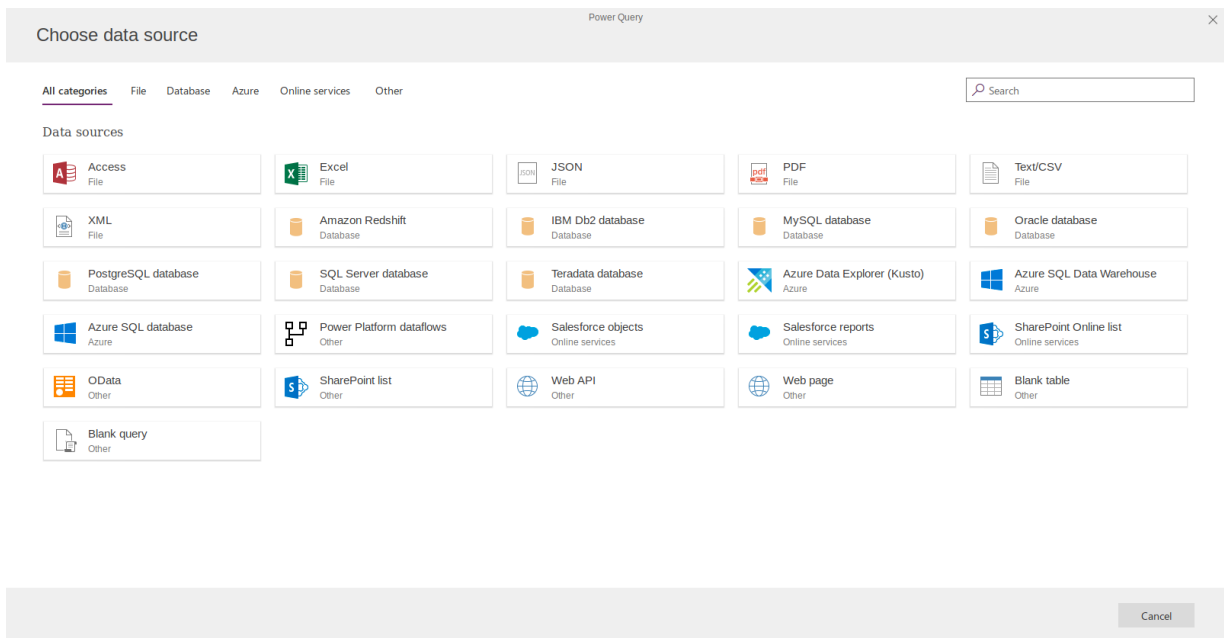 Power Query
Choose data source
All categories File Database Azure Online services Other Search
Data sources
Access
File
Excel
File
JSON
JSON
File
pdf
PDF
File
Text/CSV
File
XML
File
Amazon Redshift
Database
IBM Db2 database
Database
MySQL database
Database
Oracle database
Database
PostgreSQL database
Database
SQL Server database
Database
Teradata database
Database
Azure Data Explorer (Kusto)
Azure
Azure SQL Data Warehouse
Azure
Azure SQL database
Azure
Power Platform dataflows
Other
Salesforce objects
Online services
Salesforce reports
Online services
SharePoint Online list
Online services
OData
Other
SharePoint list
Other
Web API
Other
Web page
Other
Blank table
Other
Blank query
Other
Cancel